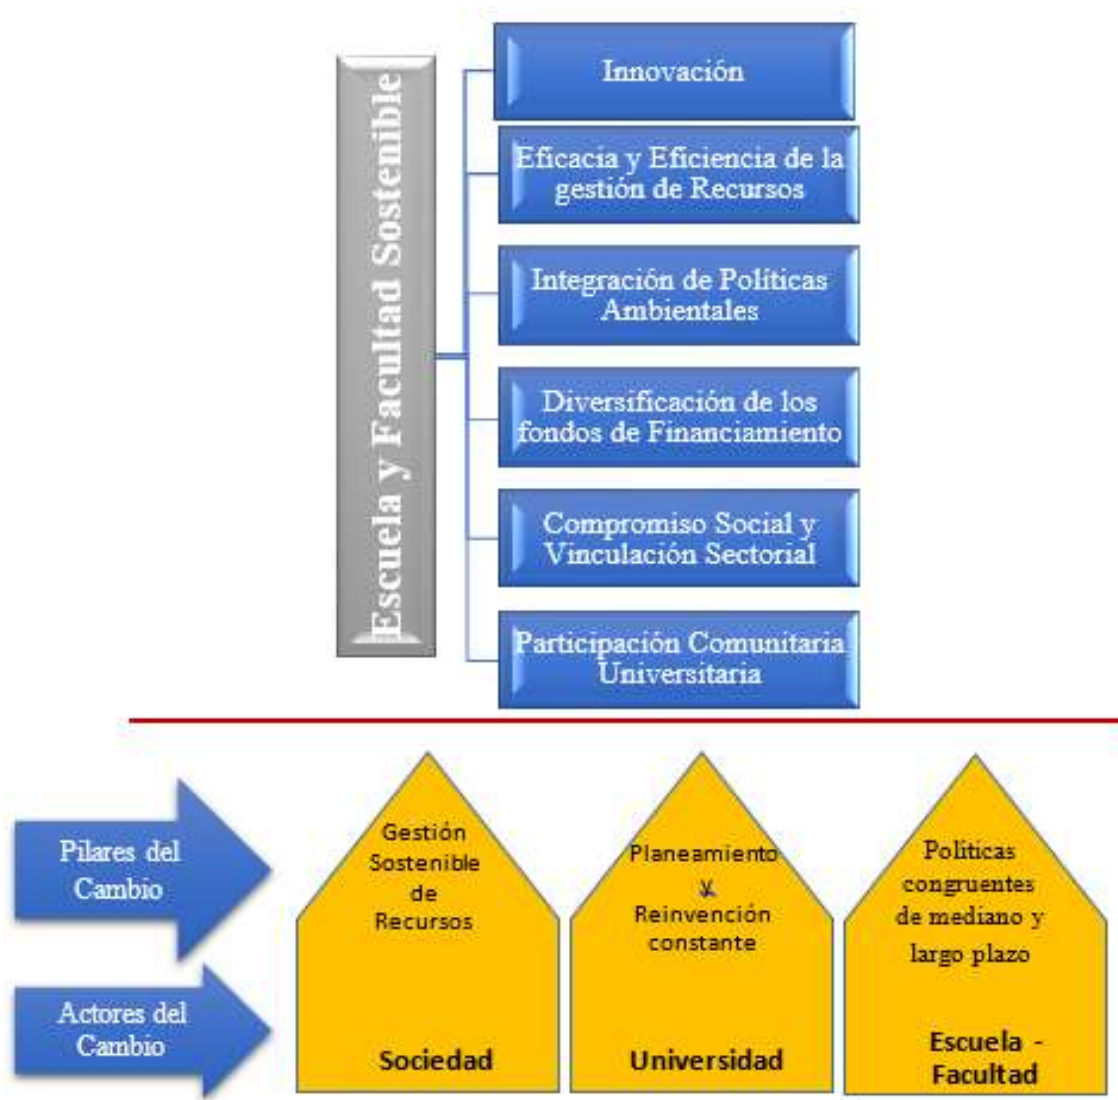 Escuela y Facultad Sostenible
Innovación
Eficacia y Eficiencia de la
gestión de Recursos
Integración de Políticas
Ambientales
Diversificación de los
fondos de Financiamiento
Compromiso Social y
Vinculación Sectorial
Participación Comunitaria
Universitaria
Pilares del
Cambio
Gestión
Sostenible
de
Recursos
Planeamiento
y
Reinvención
constante
Políticas
congruentes
de mediano y
largo plazo
Actores del
Cambio
Sociedad
Universidad
Escuela -
Facultad